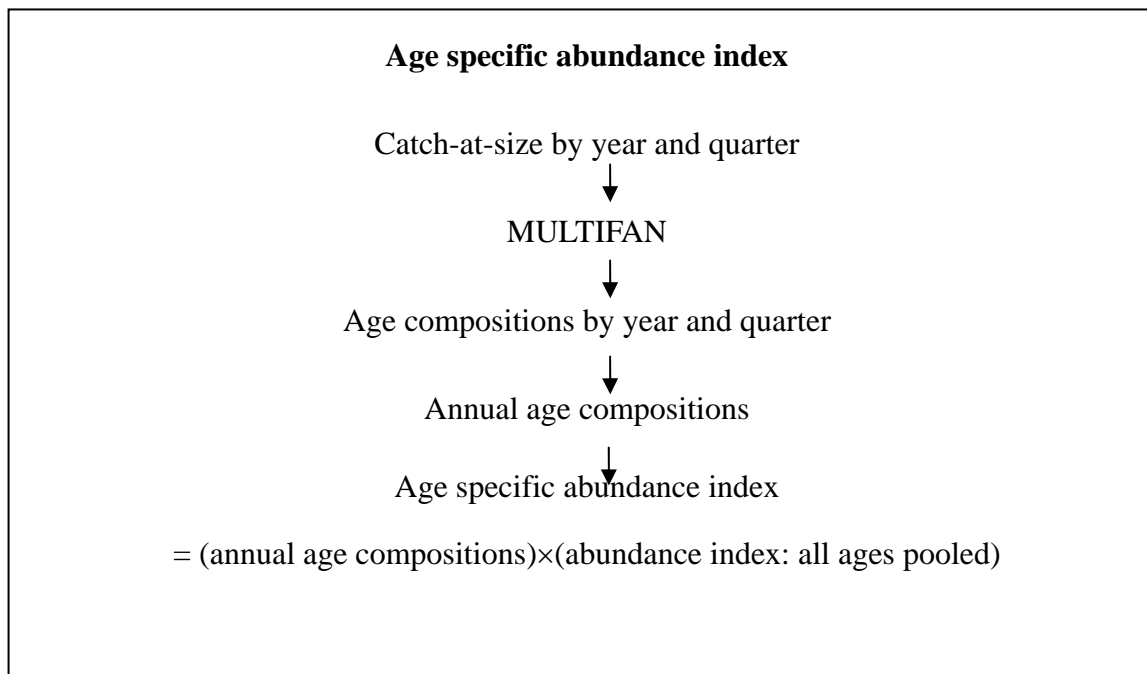 Age specific abundance index
Catch-at-size by year and quarter
MULTIFAN
Age compositions by year and quarter
Annual age compositions
Age specific abundance index
= (annual age compositions)×(abundance index: all ages pooled)